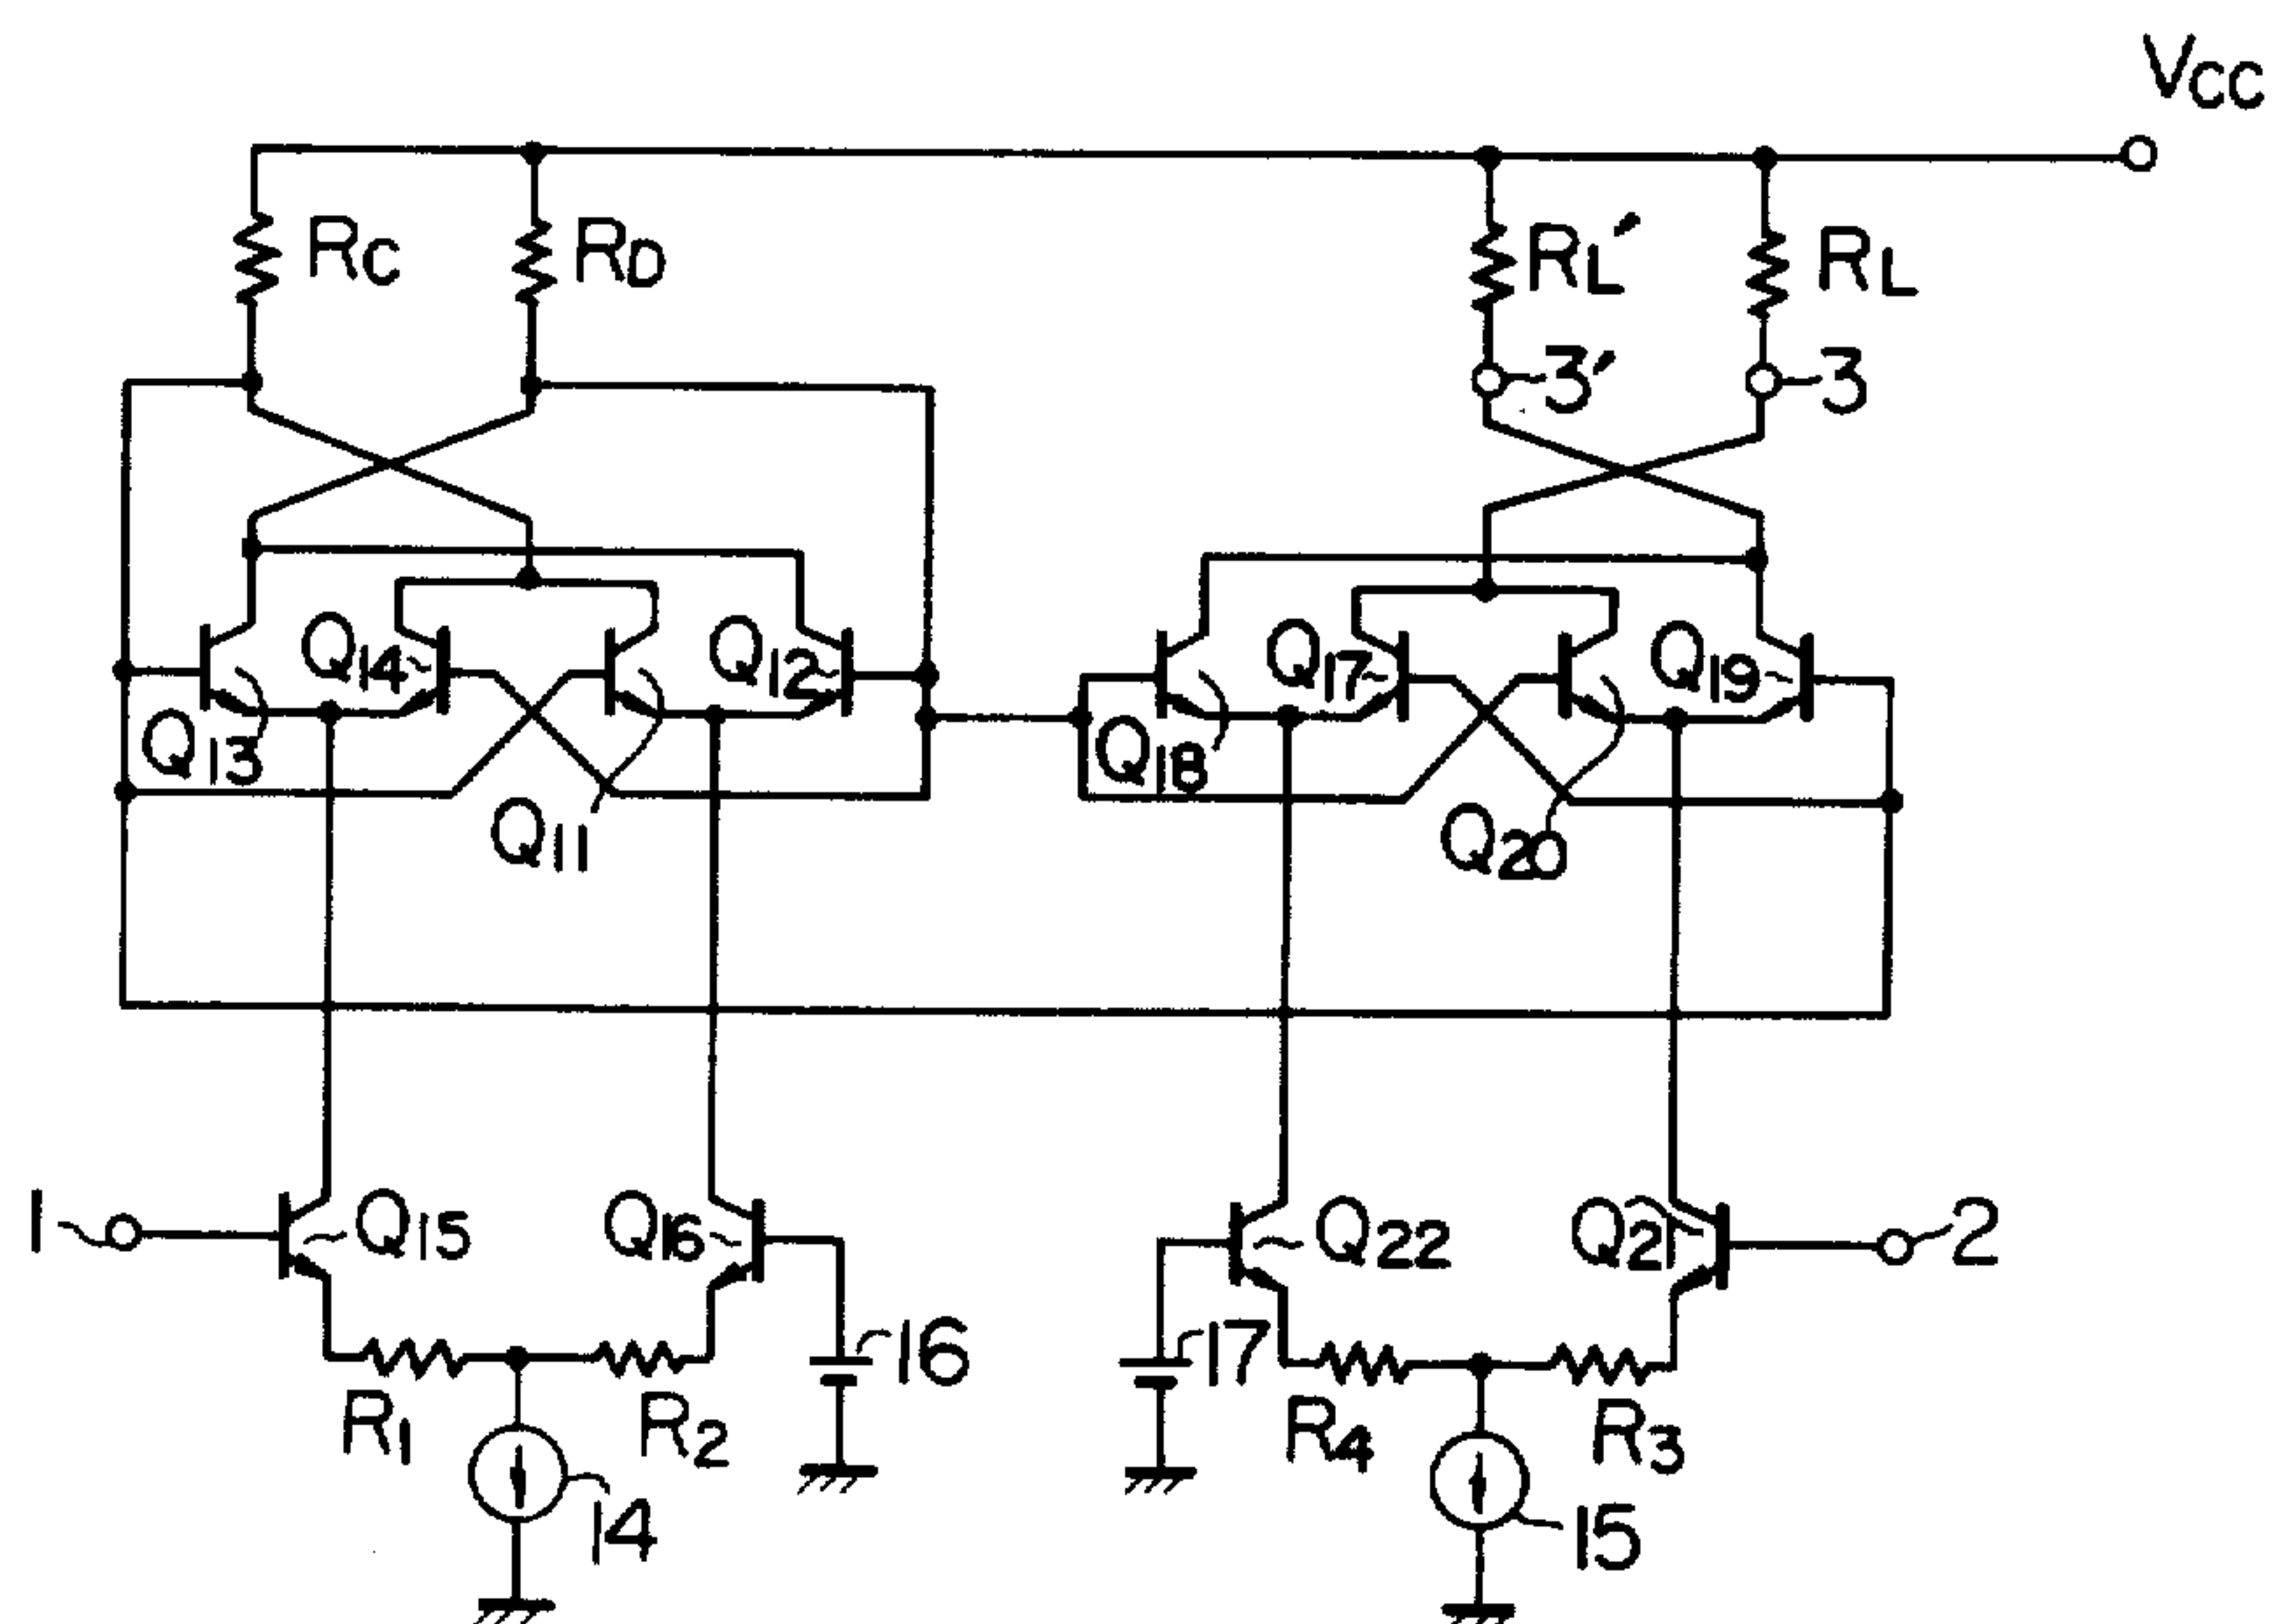 VCC
RC RD RL' RL
3' 3
Q14 Q12 Q17 Q19
Q13 Q18
Q11 Q20
1 Q15 Q16 Q22 Q21 2
16 17
R1 R2 R4 R3
14 15